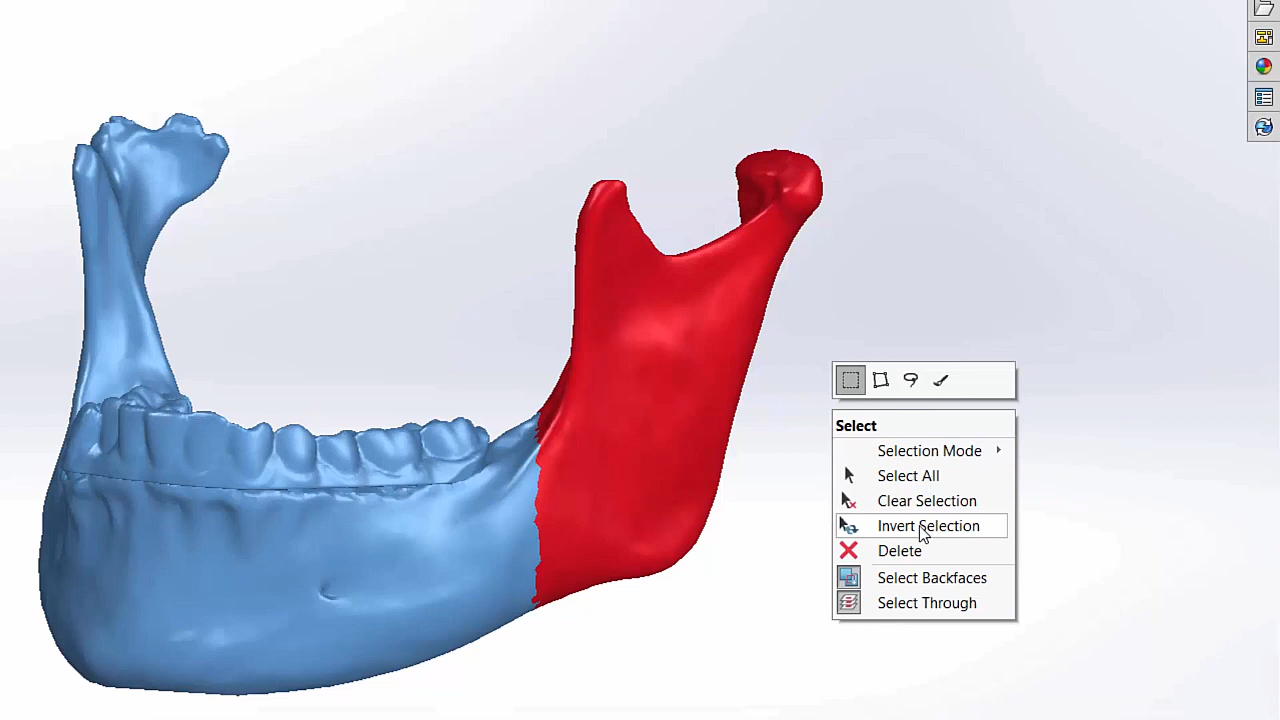 Select
Selection Mode
Select All
Clear Selection
Invert Selection
Delete
Select Backfaces
Select Through